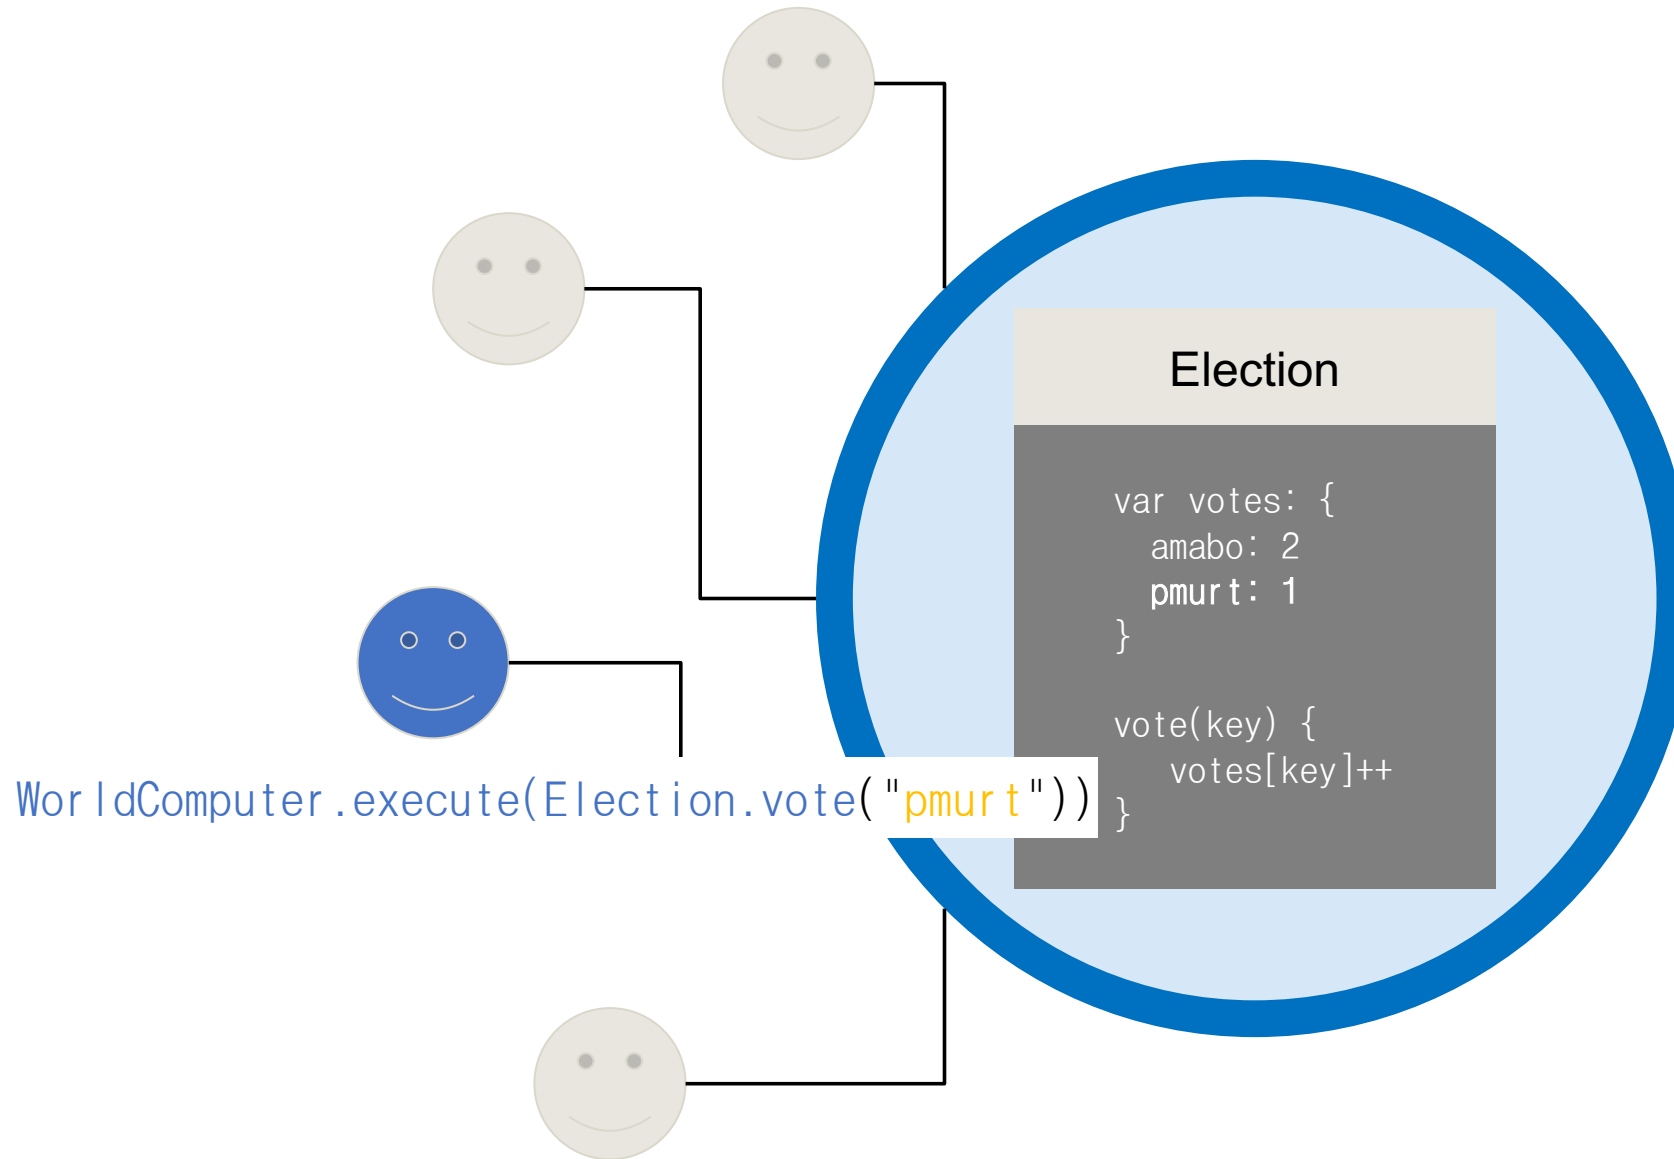 Election
var votes: {
amabo: 2
pmurt: 1
}
vote(key) {
votes[key]++
}
WorldComputer.execute(Election.vote("pmurt"))